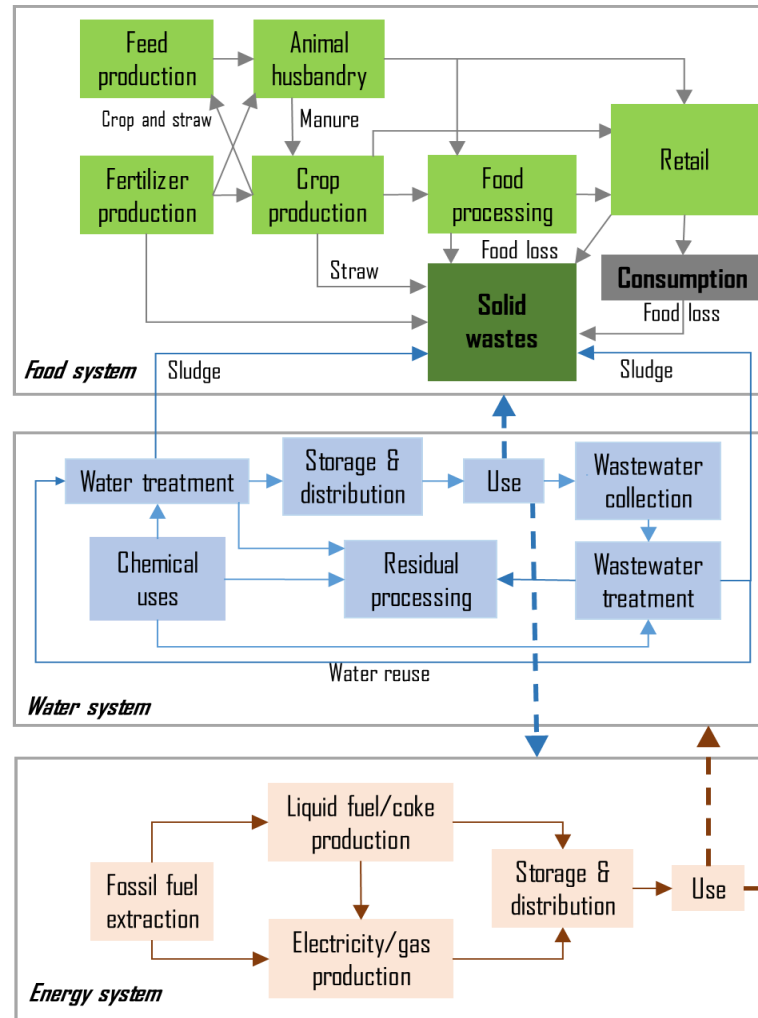 Feed
production
Animal
husbandry
Crop and straw
Manure
Retail
Fertilizer
production
Crop
production
Food
processing
Straw
Food loss
Consumption
Solid
wastes
Food loss
Food system
Sludge
Sludge
Water treatment
Storage &
distribution
Use
Wastewater
collection
Chemical
uses
Residual
processing
Wastewater
treatment
Water reuse
Water system
Liquid fuel/coke
production
Fossil fuel
extraction
Storage &
distribution
Use
Electricity/gas
production
Energy system